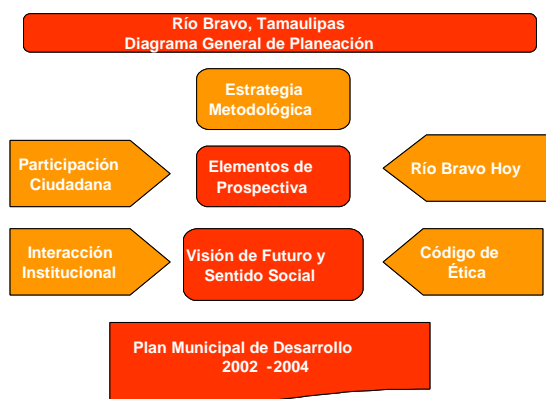 Río Bravo, Tamaulipas
Diagrama General de Planeación
Estrategia
Metodológica
Participación
Ciudadana
Elementos de
Prospectiva
Río Bravo Hoy
Interacción
Institucional
Visión de Futuro y
Sentido Social
Código de
Ética
Plan Municipal de Desarrollo
2002 -2004